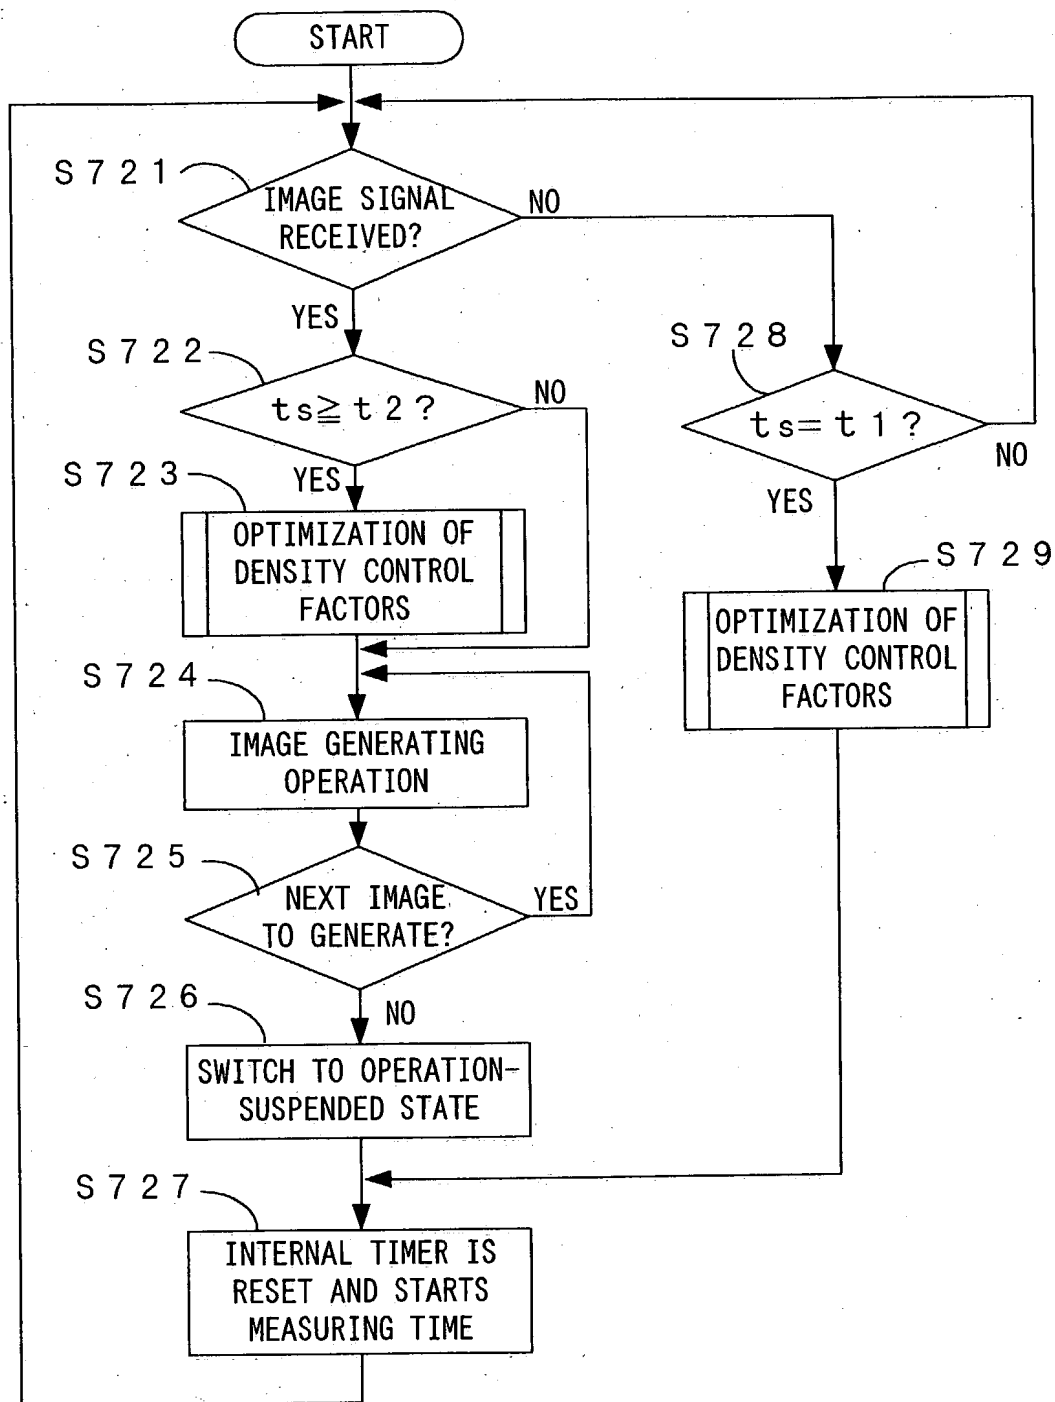 START
S721
IMAGE SIGNAL
RECEIVED?
NO
YES
S722
ts≧t2?
NO
YES
S728
ts=t1?
NO
YES
S723
OPTIMIZATION OF
DENSITY CONTROL
FACTORS
S729
OPTIMIZATION OF
DENSITY CONTROL
FACTORS
S724
IMAGE GENERATING
OPERATION
S725
NEXT IMAGE
TO GENERATE?
YES
NO
S726
SWITCH TO OPERATION-
SUSPENDED STATE
S727
INTERNAL TIMER IS
RESET AND STARTS
MEASURING TIME